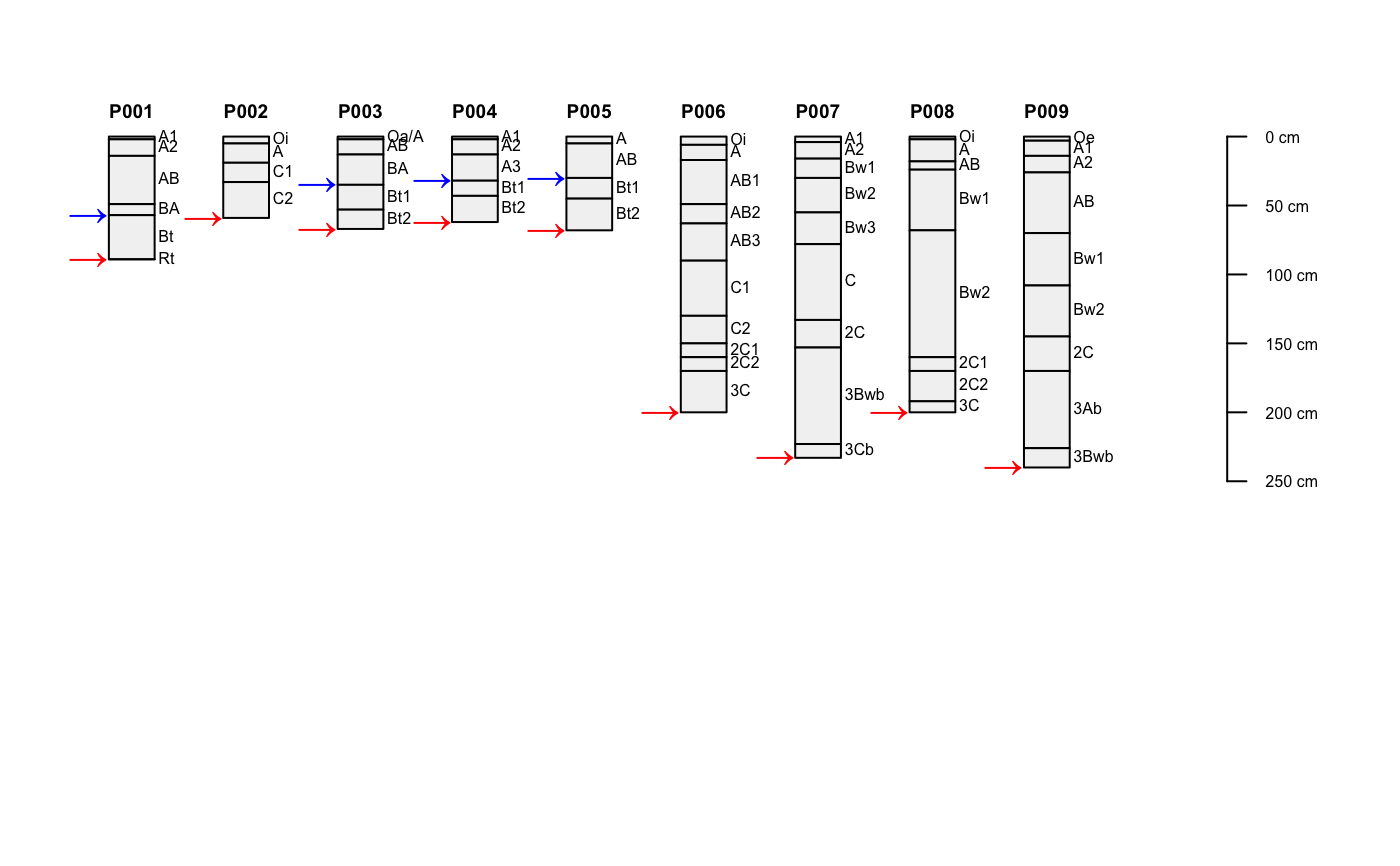 P001
A1
A2
AB
BA
Bt
Rt
P002
Oi
A
C1
C2
P003
Oa/A
AB
BA
Bt1
Bt2
P004
A1
A2
A3
Bt1
Bt2
P005
A
AB
Bt1
Bt2
P006
Oi
A
AB1
AB2
AB3
C1
C2
2C1
2C2
3C
P007
A1
A2
Bw1
Bw2
Bw3
C
2C
3Bwb
3Cb
P008
Oi
A
AB
Bw1
Bw2
2C1
2C2
3C
P009
Oe
A1
A2
AB
Bw1
Bw2
2C
3Ab
3Bwb
0 cm
50 cm
100 cm
150 cm
200 cm
250 cm